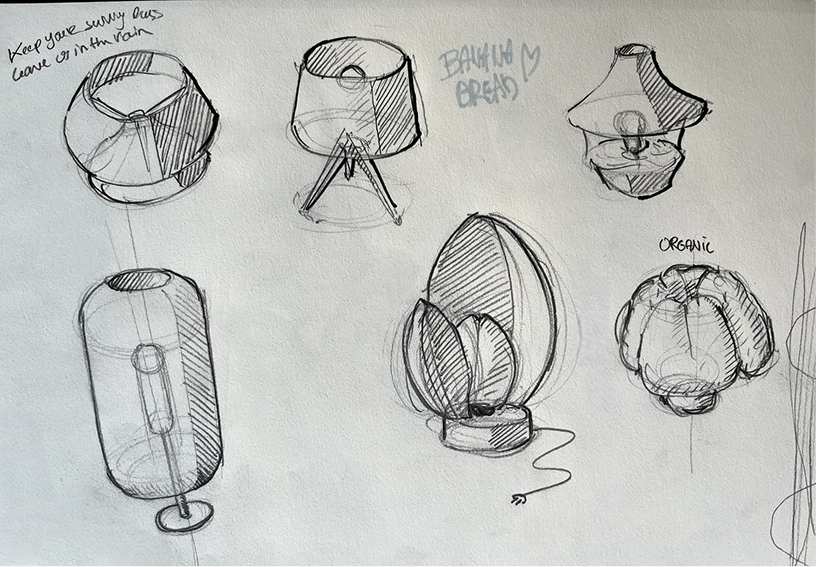 Keep your sunny days
leave us in the rain
BANANA
BREAD
ORGANIC